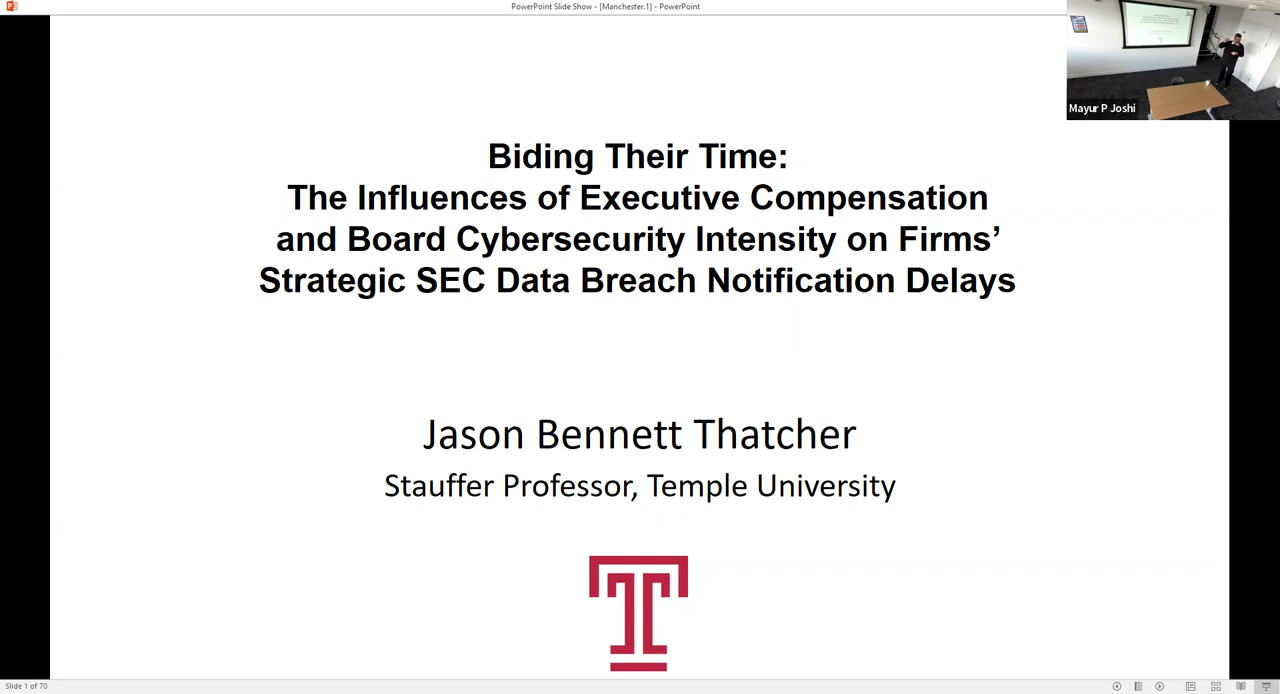 PowerPoint Slide Show - [Manchester.1] - PowerPoint
Mayur P Joshi
Biding Their Time:
The Influences of Executive Compensation
and Board Cybersecurity Intensity on Firms’
Strategic SEC Data Breach Notification Delays
Jason Bennett Thatcher
Stauffer Professor, Temple University
Slide 1 of 70